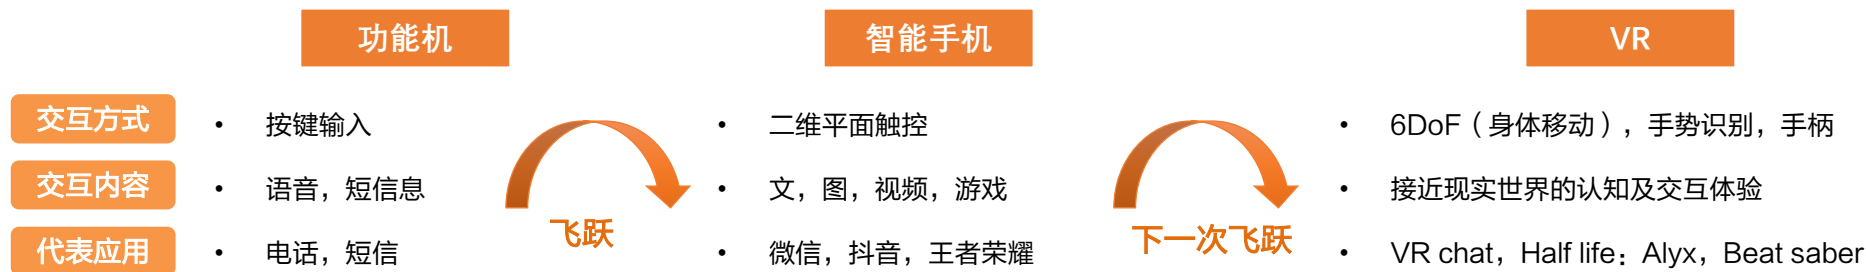 功能机
智能手机
VR
交互方式
• 按键输入
• 二维平面触控
• 6DoF（身体移动），手势识别，手柄
交互内容
• 语音，短信息
• 文，图，视频，游戏
• 接近现实世界的认知及交互体验
飞跃
下一次飞跃
代表应用
• 电话，短信
• 微信，抖音，王者荣耀
• VR chat，Half life：Alyx，Beat saber